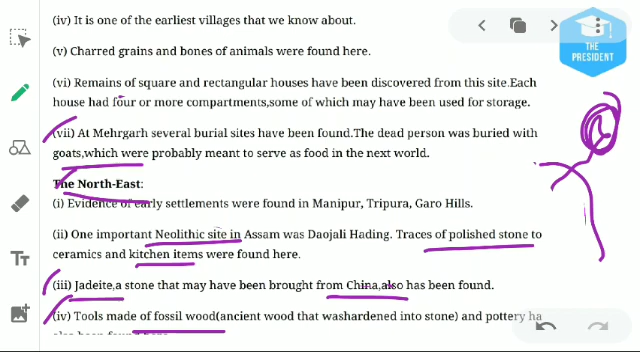 (iv) It is one of the earliest villages that we know about.
(v) Charred grains and bones of animals were found here.
(vi) Remains of square and rectangular houses have been discovered from this site.Each
house had four or more compartments,some of which may have been used for storage.
(vii) At Mehrgarh several burial sites have been found.The dead person was buried with
goats,which were probably meant to serve as food in the next world.
The North-East:
(i) Evidence of early settlements were found in Manipur, Tripura, Garo Hills.
(ii) One important Neolithic site in Assam was Daojali Hading. Traces of polished stone to
ceramics and kitchen items were found here.
(iii) Jadeite,a stone that may have been brought from China,also has been found.
(iv) Tools made of fossil wood(ancient wood that washardened into stone) and pottery ha
THE
PRESIDENT
Tт